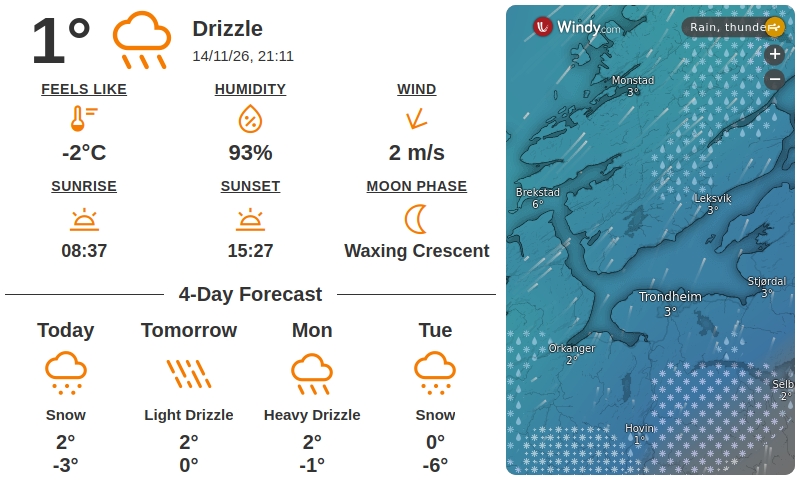 1°
Drizzle
14/11/26, 21:11
FEELS LIKE
-2°C
HUMIDITY
93%
WIND
2 m/s
SUNRISE
08:37
SUNSET
15:27
MOON PHASE
Waxing Crescent
4-Day Forecast
Today
Snow
2°
-3°
Tomorrow
Light Drizzle
2°
0°
Mon
Heavy Drizzle
2°
-1°
Tue
Snow
0°
-6°
Windy.com
Rain, thunde
+
−
Monstad
3°
Brekstad
6°
Leksvik
3°
Stjørdal
3°
Trondheim
3°
Orkanger
2°
Selb
2°
Hovin
1°